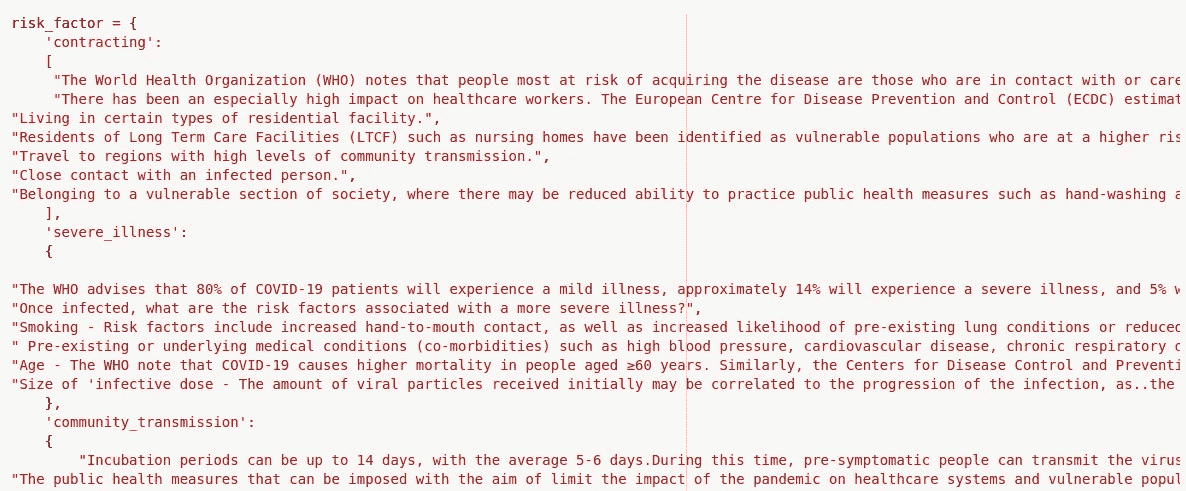 risk_factor = {
    'contracting':
    [
     "The World Health Organization (WHO) notes that people most at risk of acquiring the disease are those who are in contact with or care
     "There has been an especially high impact on healthcare workers. The European Centre for Disease Prevention and Control (ECDC) estimat
"Living in certain types of residential facility.",
"Residents of Long Term Care Facilities (LTCF) such as nursing homes have been identified as vulnerable populations who are at a higher ris
"Travel to regions with high levels of community transmission.",
"Close contact with an infected person.",
"Belonging to a vulnerable section of society, where there may be reduced ability to practice public health measures such as hand-washing a
    ],
    'severe_illness':
    {
"The WHO advises that 80% of COVID-19 patients will experience a mild illness, approximately 14% will experience a severe illness, and 5% w
"Once infected, what are the risk factors associated with a more severe illness?",
"Smoking - Risk factors include increased hand-to-mouth contact, as well as increased likelihood of pre-existing lung conditions or reduced
" Pre-existing or underlying medical conditions (co-morbidities) such as high blood pressure, cardiovascular disease, chronic respiratory d
"Age - The WHO note that COVID-19 causes higher mortality in people aged ≥60 years. Similarly, the Centers for Disease Control and Preventi
"Size of 'infective dose - The amount of viral particles received initially may be correlated to the progression of the infection, as..the
    },
    'community_transmission':
    {
        "Incubation periods can be up to 14 days, with the average 5-6 days.During this time, pre-symptomatic people can transmit the virus
"The public health measures that can be imposed with the aim of limit the impact of the pandemic on healthcare systems and vulnerable popul